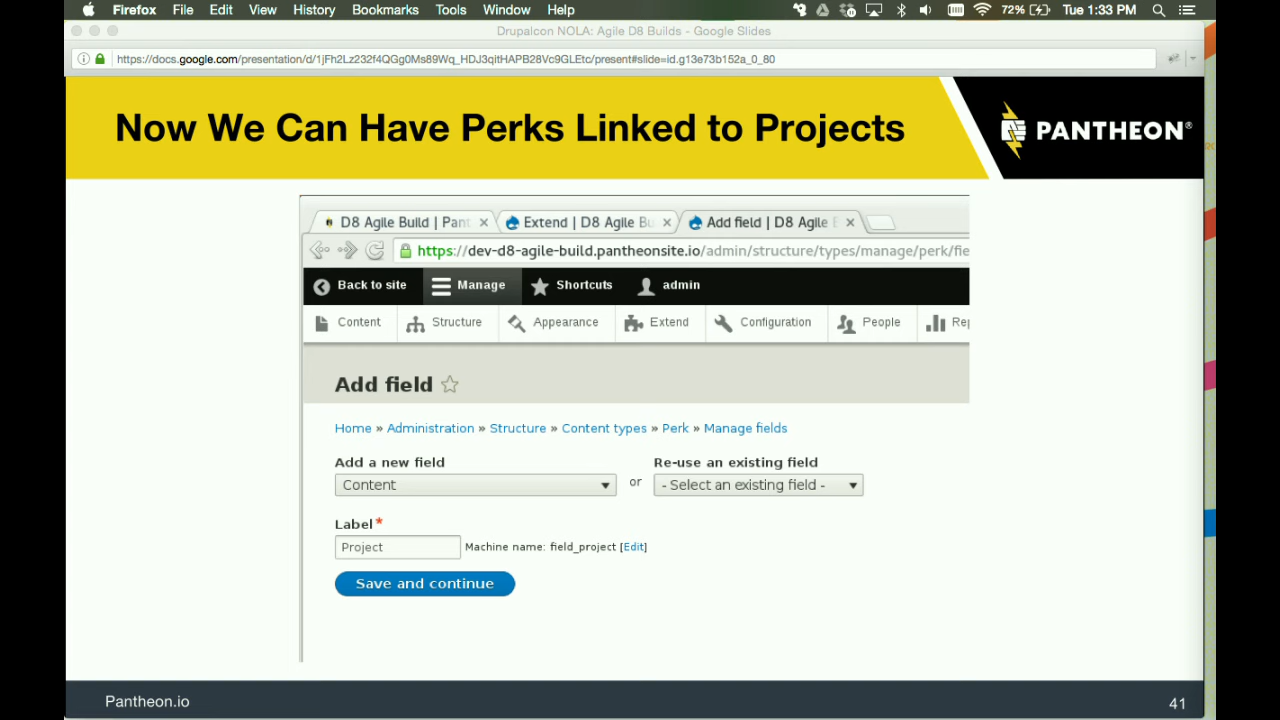 Firefox File Edit View History Bookmarks Tools Window Help 72% Tue 1:33 PM
Drupalcon NOLA: Agile D8 Builds - Google Slides
https://docs.google.com/presentation/d/1jFh2Lz232f4QGg0Ms89Wq_HDJ3qitHAPB28Vc9GLEtc/present#slide=id.g13e73b152a_0_80
Now We Can Have Perks Linked to Projects
PANTHEON®
D8 Agile Build | Pant × Extend | D8 Agile Bu × Add field | D8 Agile B ×
https://dev-d8-agile-build.pantheonsite.io/admin/structure/types/manage/perk/fie
Back to site Manage Shortcuts admin
Content Structure Appearance Extend Configuration People Rep
Add field
Home » Administration » Structure » Content types » Perk » Manage fields
Add a new field Re-use an existing field
Content or - Select an existing field -
Label*
Project Machine name: field_project [Edit]
Save and continue
Pantheon.io 41